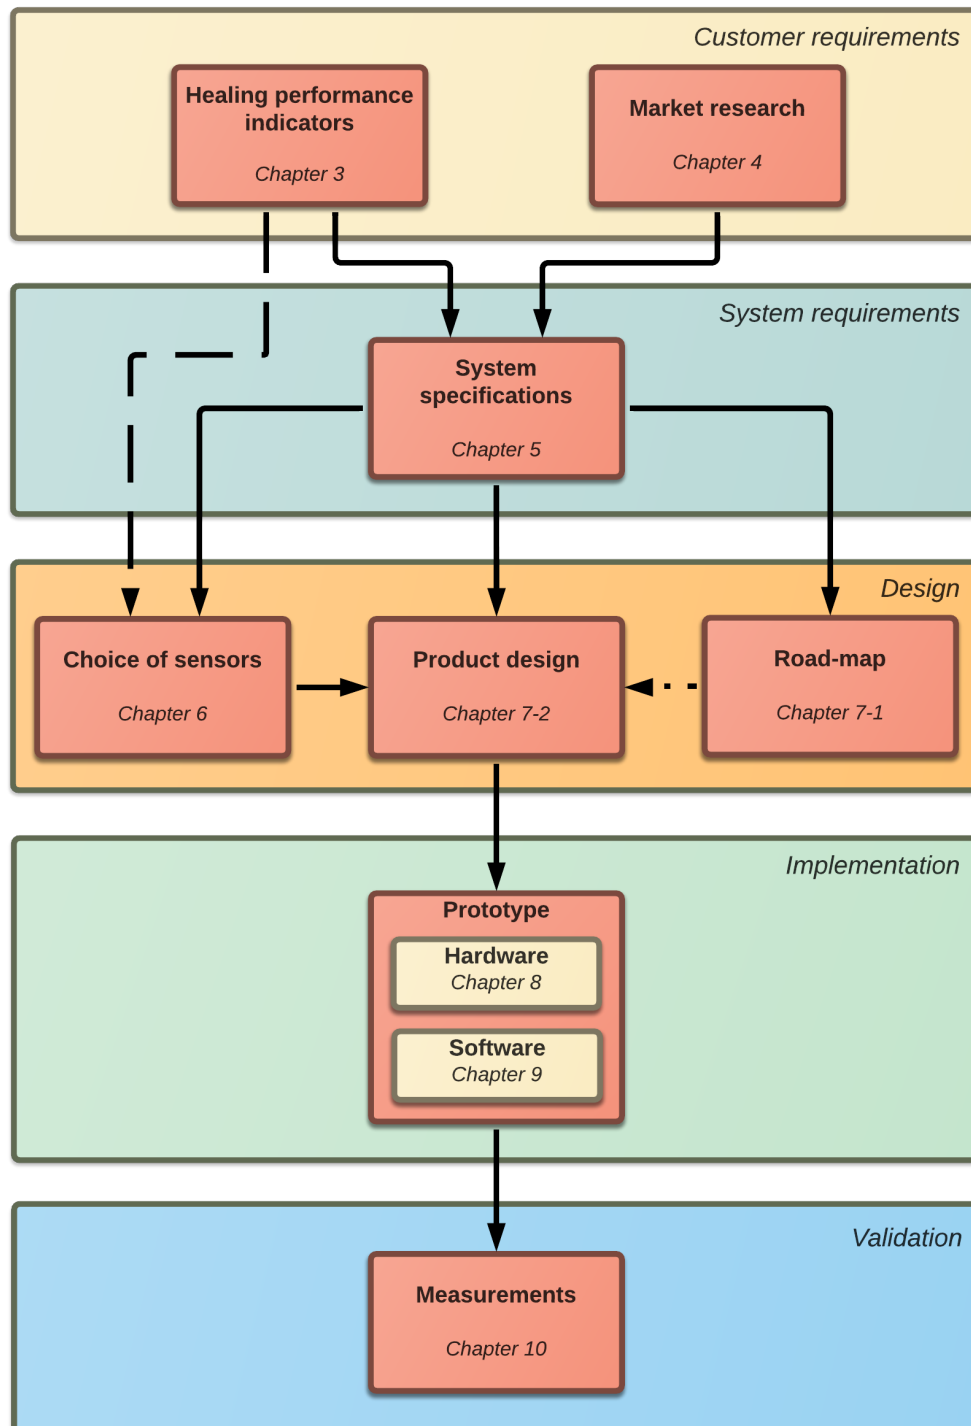 Customer requirements
Healing performance
indicators
Chapter 3
Market research
Chapter 4
System requirements
System
specifications
Chapter 5
Design
Choice of sensors
Chapter 6
Product design
Chapter 7-2
Road-map
Chapter 7-1
Implementation
Prototype
Hardware
Chapter 8
Software
Chapter 9
Validation
Measurements
Chapter 10